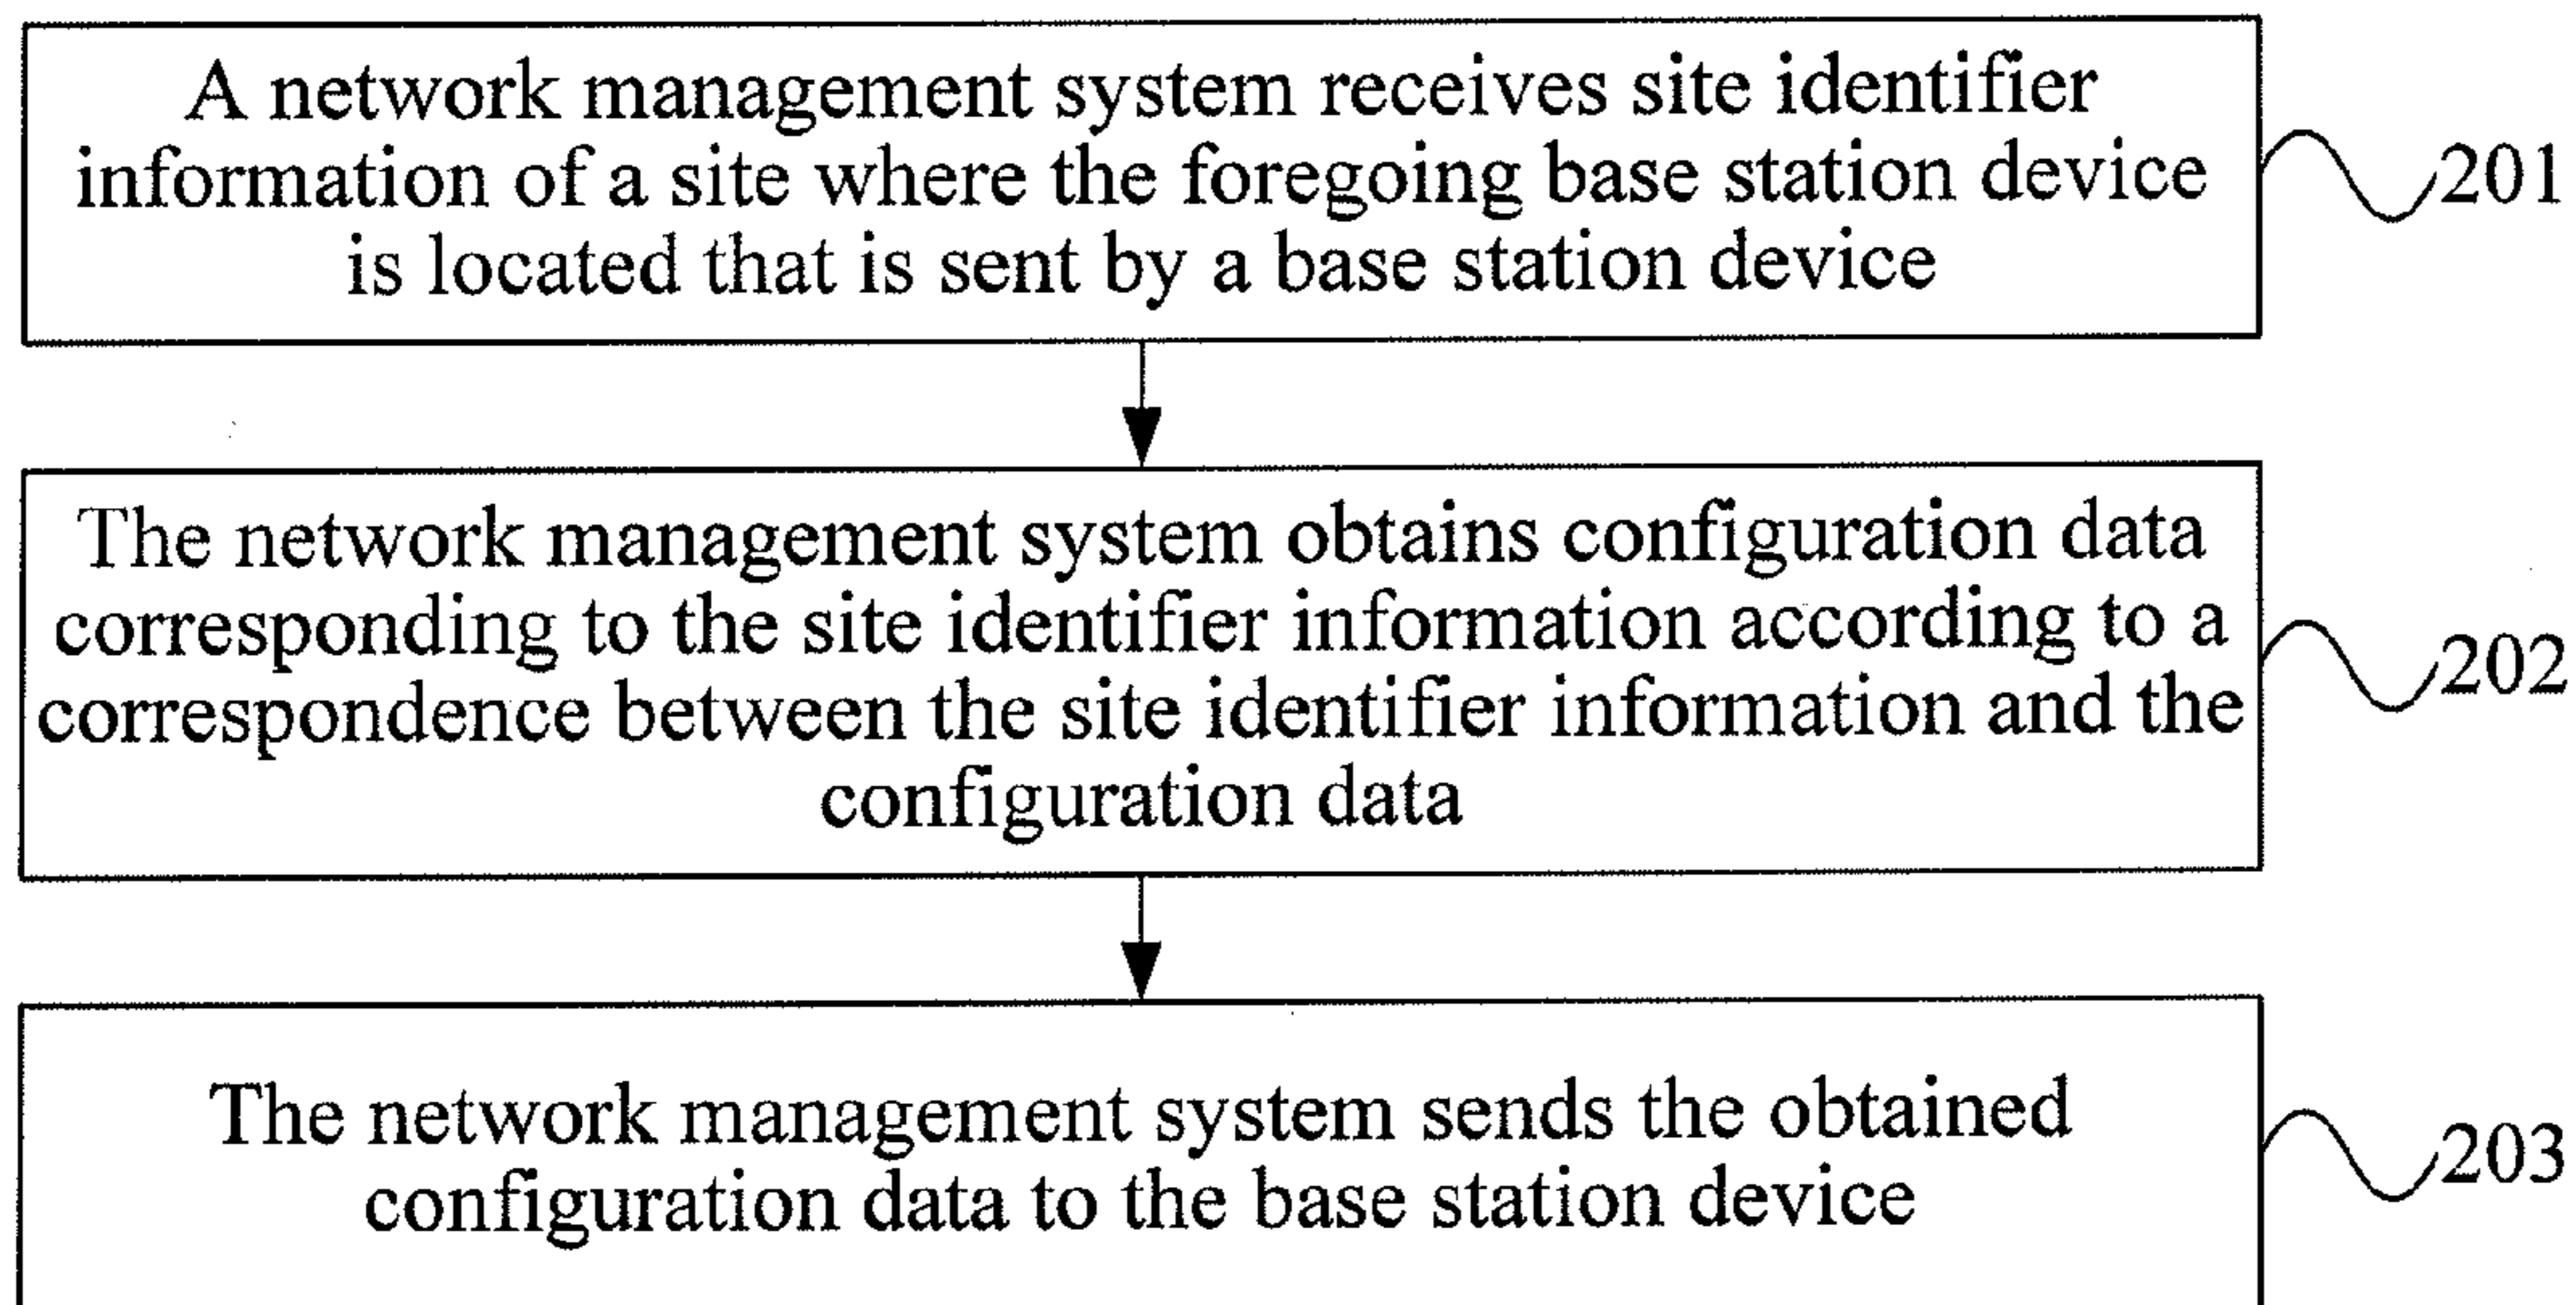 A network management system receives site identifier
information of a site where the foregoing base station device
is located that is sent by a base station device
201
The network management system obtains configuration data
corresponding to the site identifier information according to a
correspondence between the site identifier information and the
configuration data
202
The network management system sends the obtained
configuration data to the base station device
203